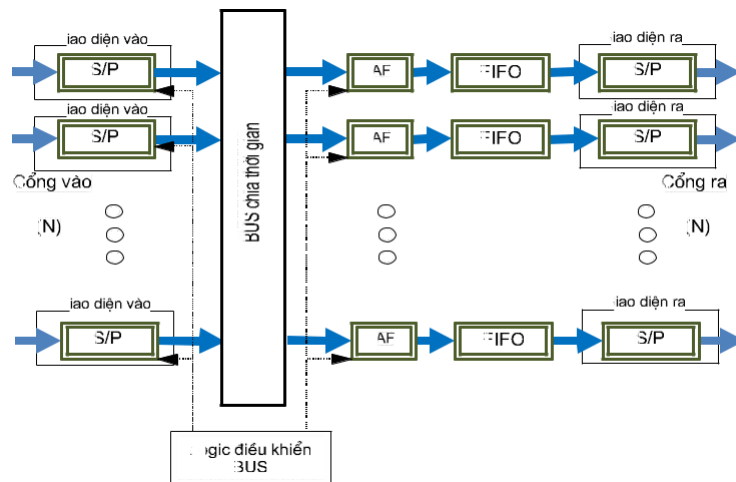 iao diện vào
S/P
AF
FIFO
iao diện ra
S/P
iao diện vào
S/P
AF
FIFO
iao diện ra
S/P
Cổng vào
(N)
BUS chia thời gian
Cổng ra
(N)
iao diện vào
S/P
AF
FIFO
iao diện ra
S/P
Logic điều khiển
BUS